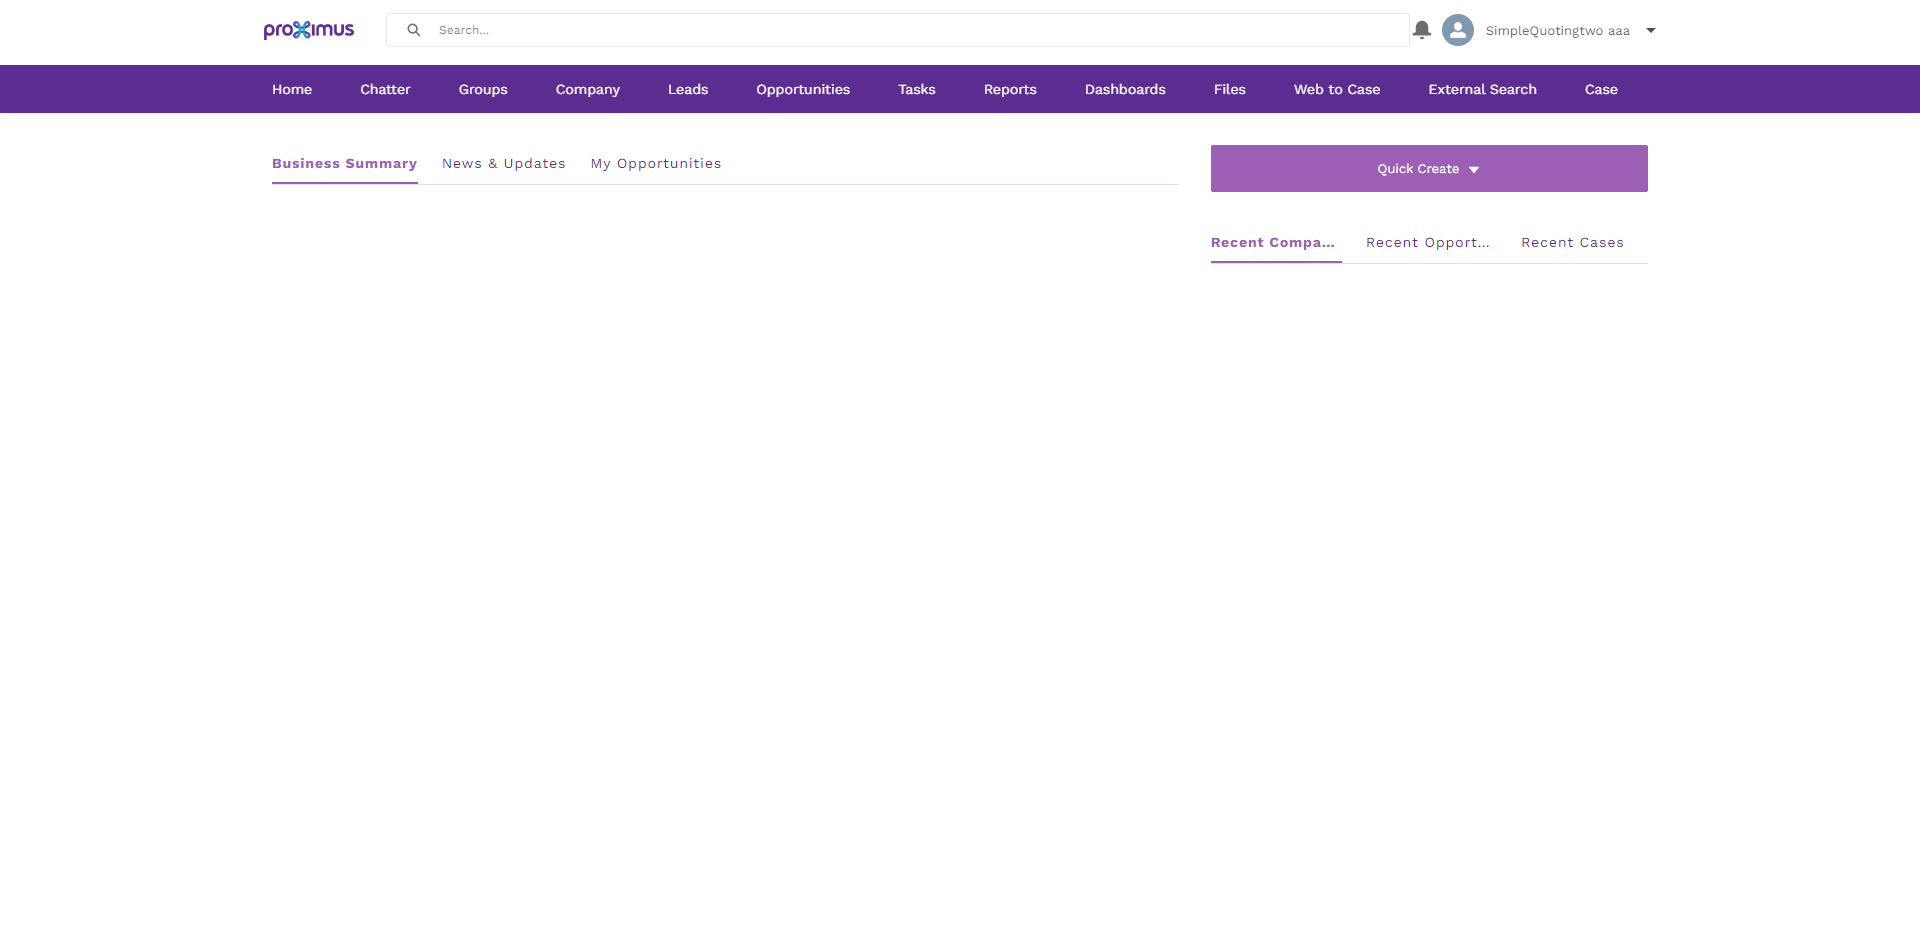 proximus
Search...
SimpleQuotingtwo aaa
Home Chatter Groups Company Leads Opportunities Tasks Reports Dashboards Files Web to Case External Search Case
Business Summary News & Updates My Opportunities
Quick Create
Recent Compa... Recent Opport... Recent Cases